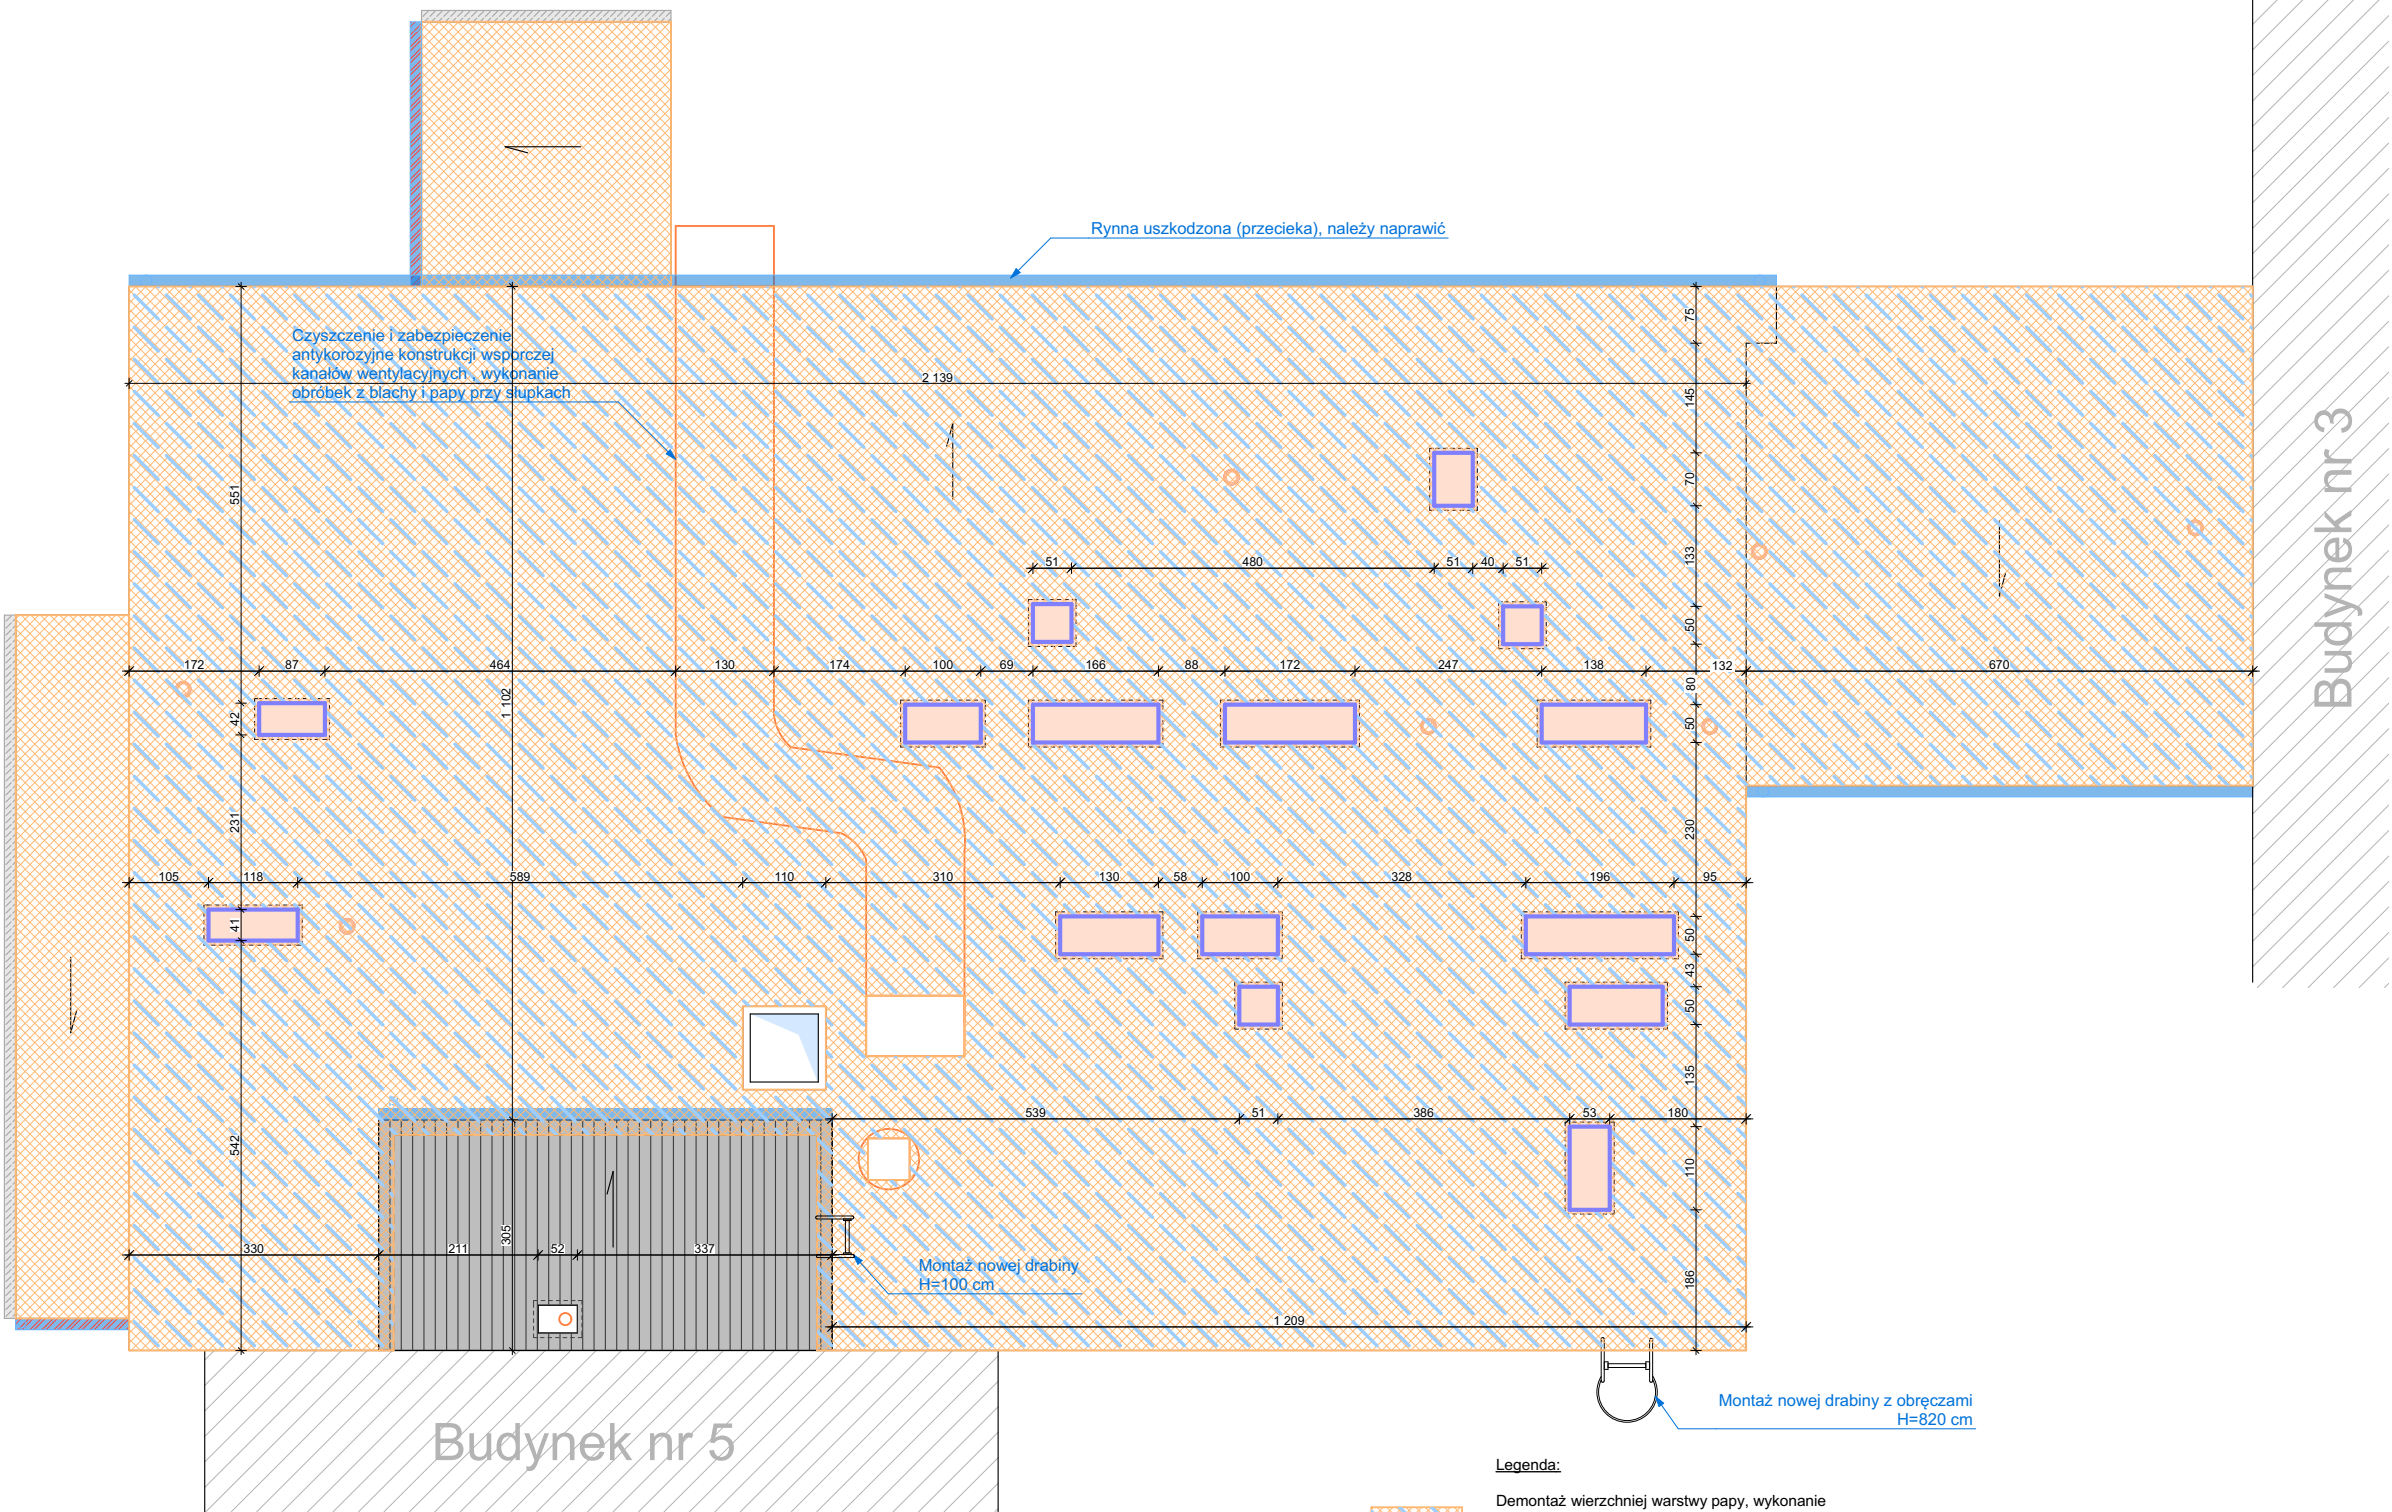 Rynna uszkodzona (przecieka), należy naprawić
Czyszczenie i zabezpieczenie
antykorozyjne konstrukcji wsporczej
kanałów wentylacyjnych , wykonanie
obróbek z blachy i papy przy słupkach
75
2 139
145
551
70
Budynek nr 3
133
51 480 51 40 51
50
172 87 464 130 174 100 69 166 88 172 247 138 132 670
80
1 102
42
50
231
230
105 118 589 110 310 130 58 100 328 196 95
41
50
43
50
135
539 51 386 53 180
542
110
305
330 211 52 337
Montaż nowej drabiny
H=100 cm
186
1 209
Montaż nowej drabiny z obręczami
H=820 cm
Budynek nr 5
Legenda:
Demontaż wierzchniej warstwy papy, wykonanie